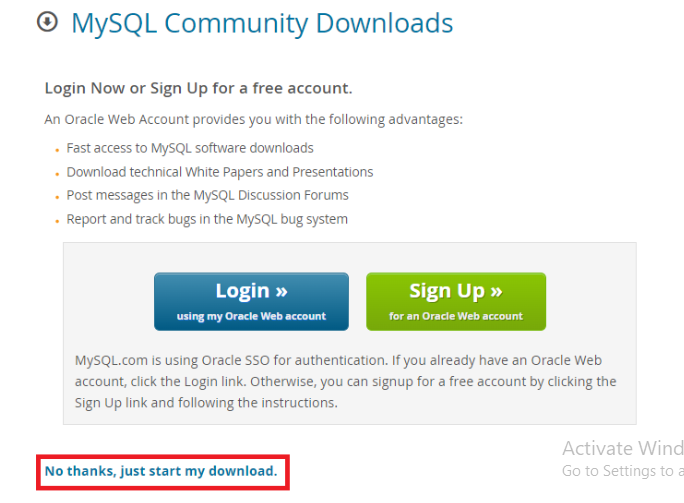 MySQL Community Downloads
Login Now or Sign Up for a free account.
An Oracle Web Account provides you with the following advantages:
Fast access to MySQL software downloads
Download technical White Papers and Presentations
Post messages in the MySQL Discussion Forums
Report and track bugs in the MySQL bug system
Login »
using my Oracle Web account
Sign Up »
for an Oracle Web account
MySQL.com is using Oracle SSO for authentication. If you already have an Oracle Web
account, click the Login link. Otherwise, you can signup for a free account by clicking the
Sign Up link and following the instructions.
No thanks, just start my download.
Activate Wind
Go to Settings to a